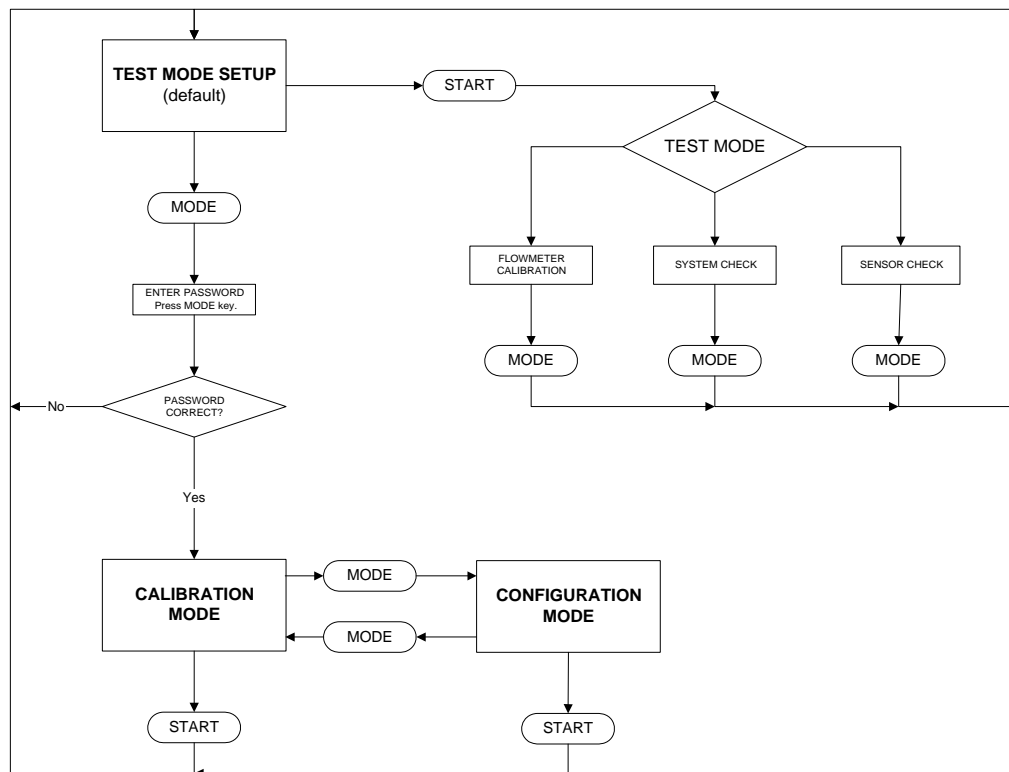 TEST MODE SETUP
(default)
START
TEST MODE
MODE
FLOWMETER
CALIBRATION
SYSTEM CHECK
SENSOR CHECK
ENTER PASSWORD
Press MODE key.
MODE
MODE
MODE
PASSWORD
CORRECT?
No
Yes
CALIBRATION
MODE
MODE
MODE
CONFIGURATION
MODE
START
START